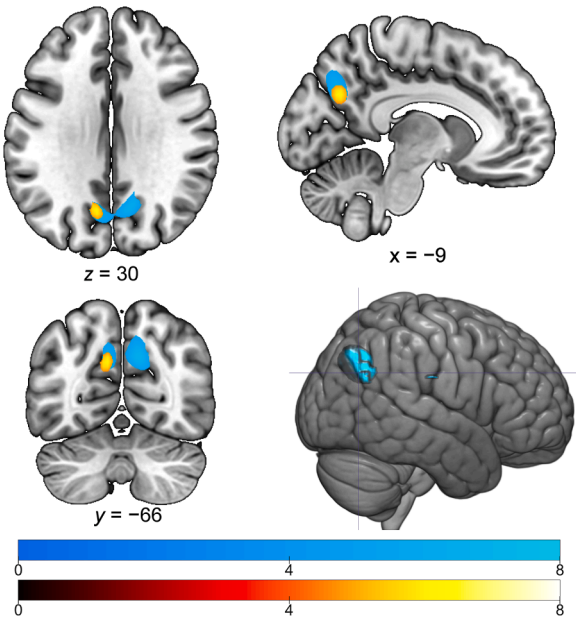 z = 30
x = −9
y = −66
0 4 8
0 4 8